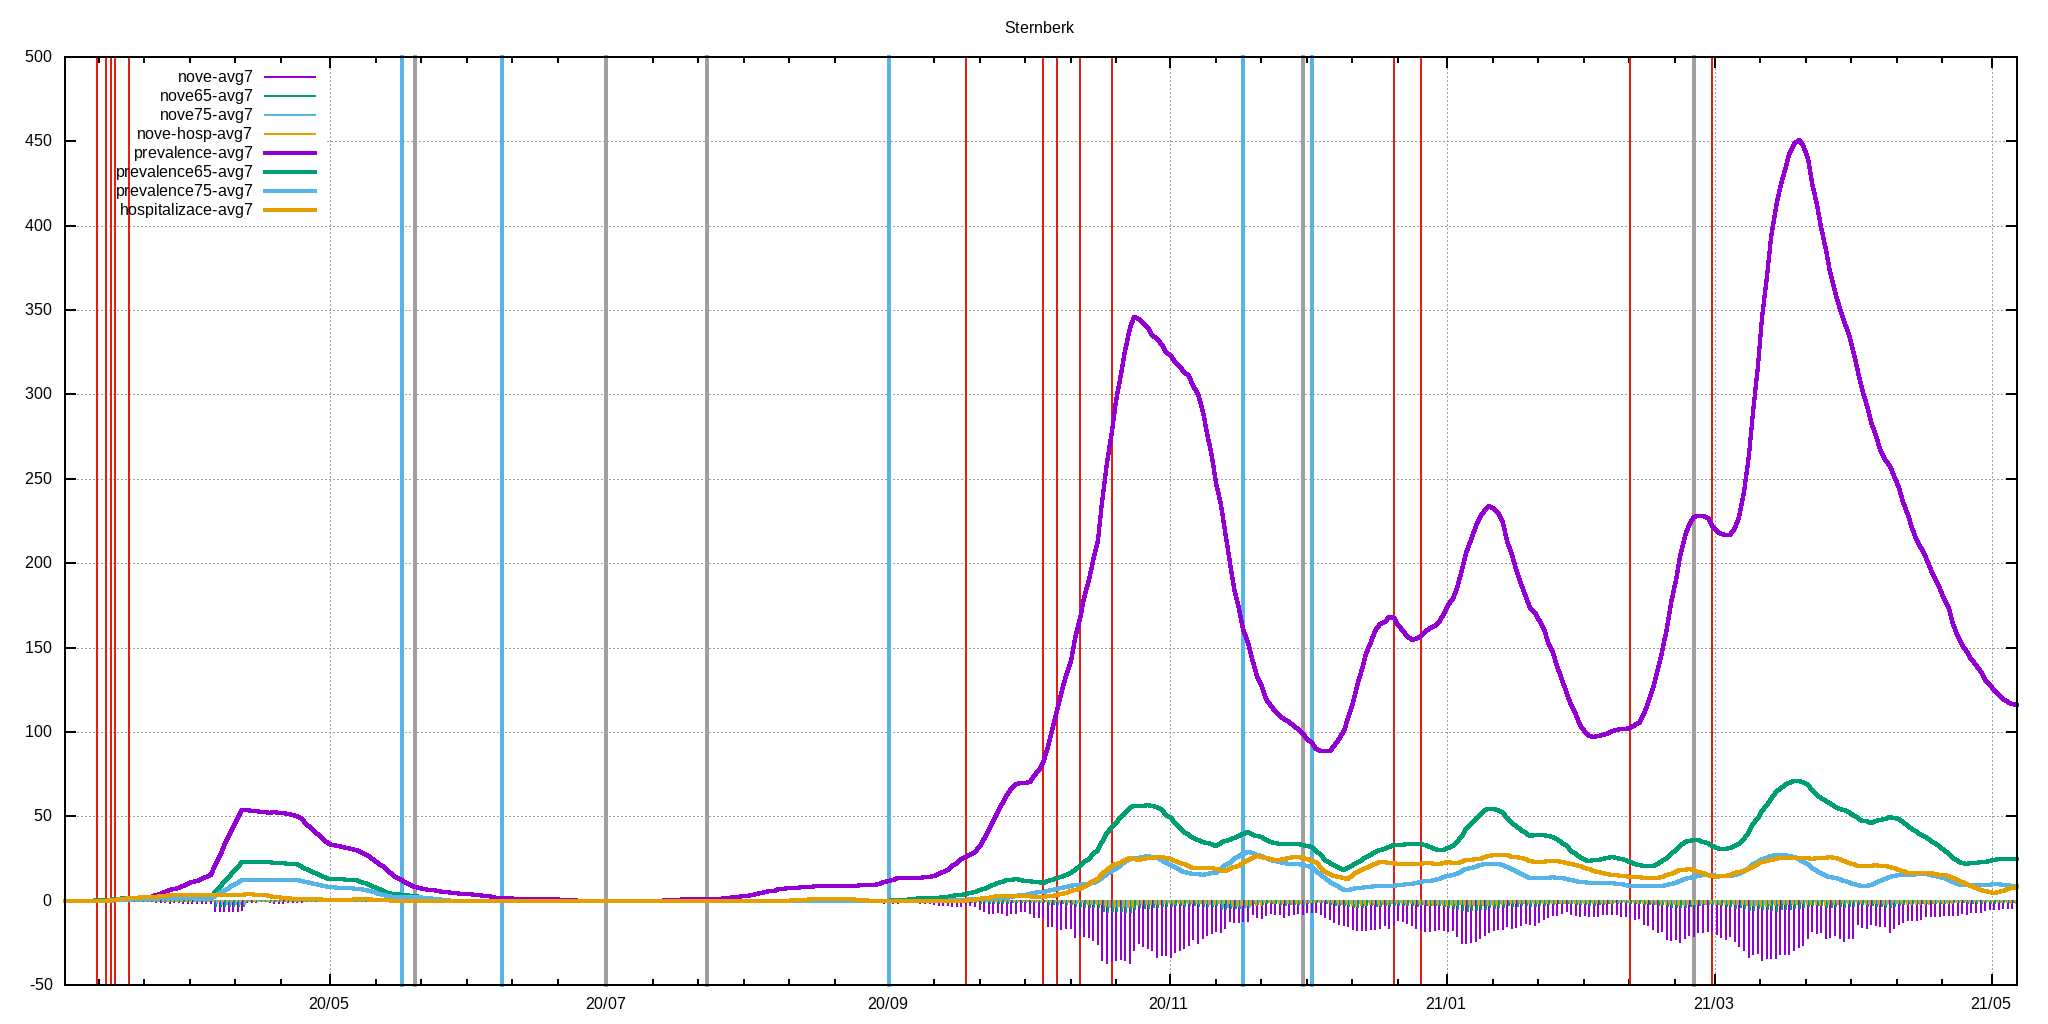 Sternberk
500
450
400
350
300
250
200
150
100
50
0
-50
nove-avg7
nove65-avg7
nove75-avg7
nove-hosp-avg7
prevalence-avg7
prevalence65-avg7
prevalence75-avg7
hospitalizace-avg7
20/05 20/07 20/09 20/11 21/01 21/03 21/05